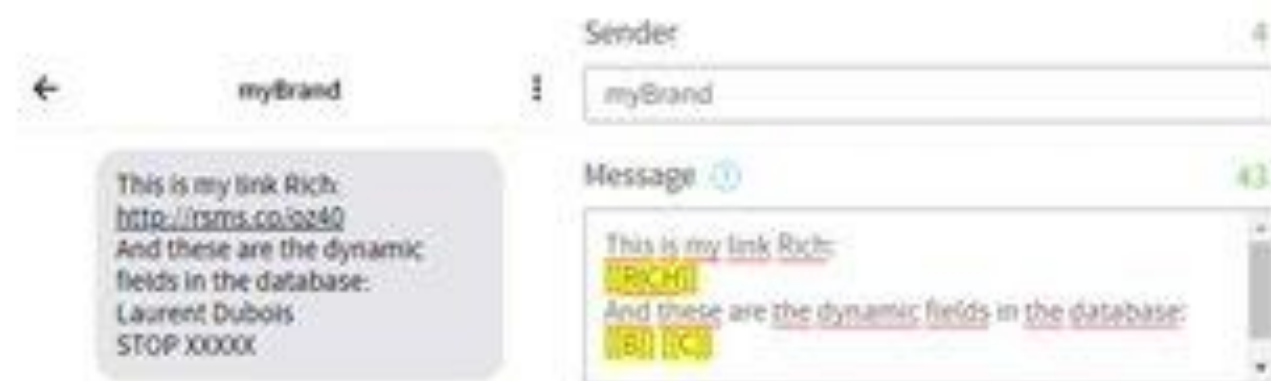 myBrand
This is my link Rich:
http://rsms.co/oz40
And these are the dynamic
fields in the database:
Laurent Dubois
STOP XXXXX
Sender
4
myBrand
Message
43
This is my link Rich:
[[RICH]]
And these are the dynamic fields in the database:
[[B]] [[C]]